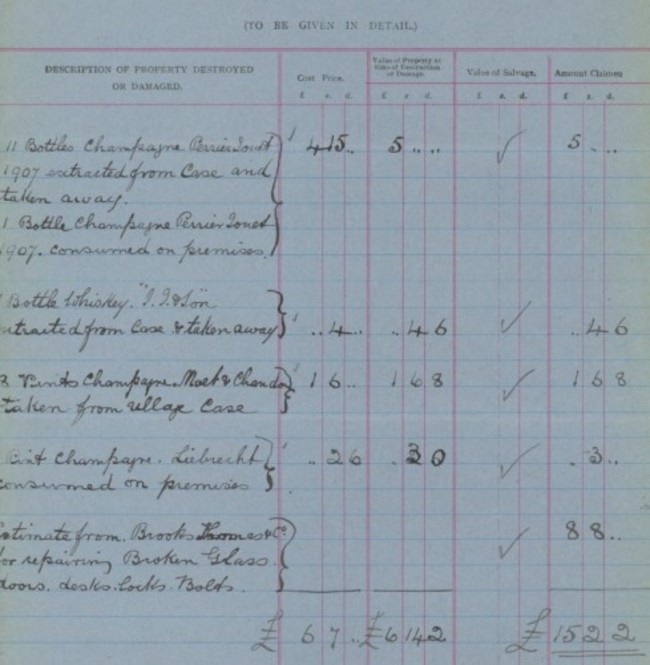 (TO BE GIVEN IN DETAIL.)
DESCRIPTION OF PROPERTY DESTROYED OR DAMAGED. Cost Price. Value of Property at time of Destruction or Damage. Value of Salvage. Amount Claimed
£ s. d. £ s. d. £ s. d. £ s. d.
11 Bottles Champagne Perrier Jouet 4 15 .. 5 .. .. ✓ 5 .. ..
1907 extracted from Case and
taken away.
1 Bottle Champagne Perrier Jouet
1907. consumed on premises.
Bottle Whiskey. "J. J. & Son
xtracted from Case & taken away .. 4 .. .. 4 6 ✓ .. 4 6
Pints Champagne. Moet & Chandon 1 6 .. 1 6 8 ✓ 1 6 8
taken from ullage Case
Pint Champagne. Liebrecht .. 2 6 .. 3 0 ✓ .. 3 ..
consumed on premises
stimate from. Brooks Thomas & Co. ✓ 8 8 ..
for repairing Broken Glass.
doors. desks. locks. Bolts.
£ 6 7 .. £ 6 14 2 £ 15 2 2